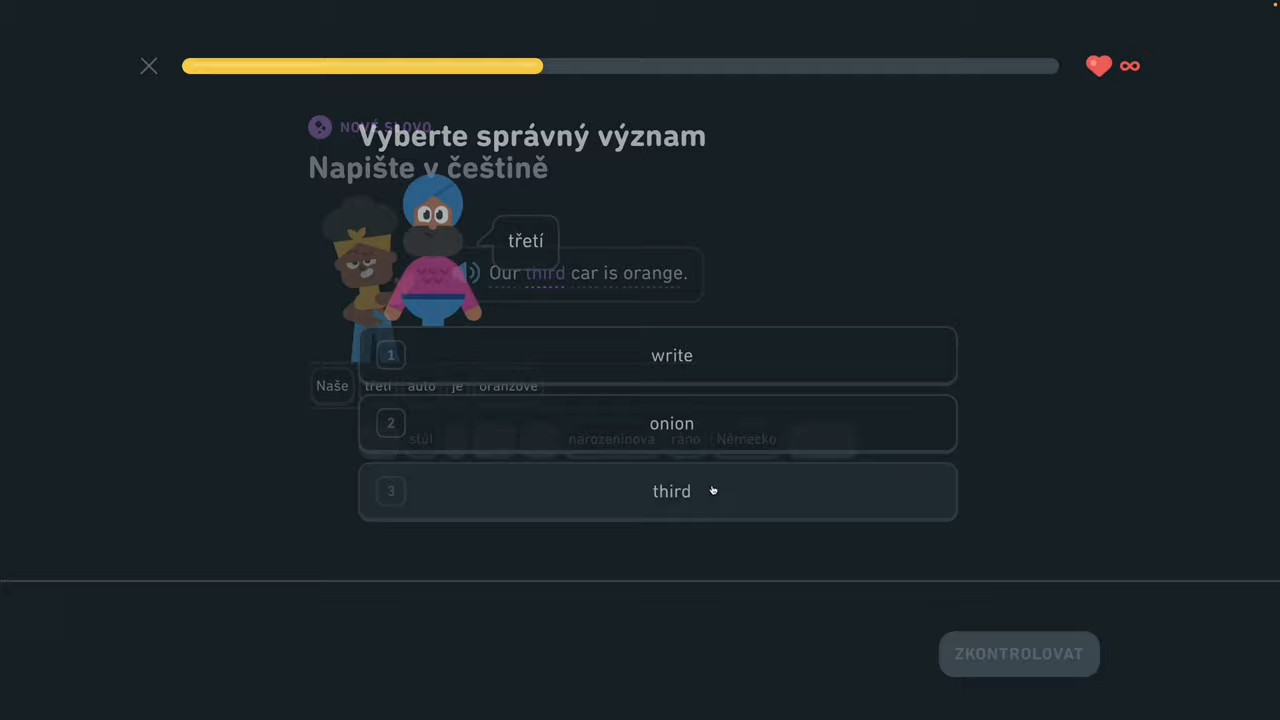 NOVÉ SLOVO
Vyberte správný význam
Napište v češtině
třetí
Our third car is orange.
1 write
Naše třetí auto je oranžové
2 onion
stůl narozeninová ráno Německo
3 third
ZKONTROLOVAT